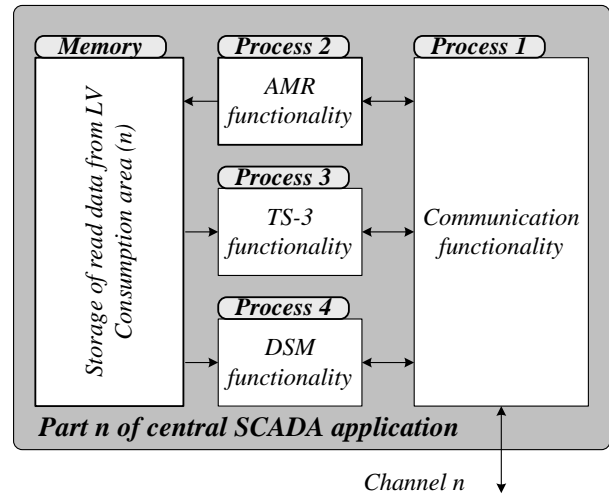 Memory
Process 2
Process 1
Storage of read data from LV
Consumption area (n)
AMR
functionality
Process 3
TS-3
functionality
Communication
functionality
Process 4
DSM
functionality
Part n of central SCADA application
Channel n